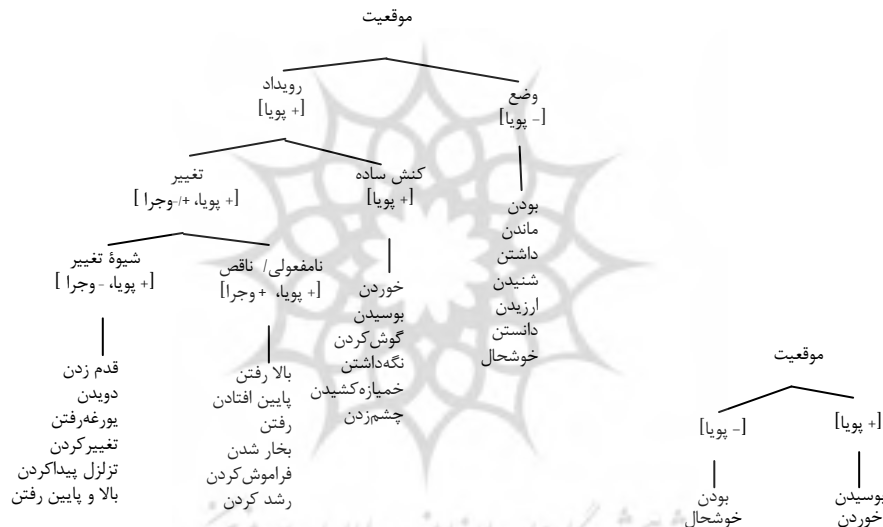 موقعیت
رویداد
[+ پویا]
وضع
[- پویا]
تغییر
[+ پویا، +/-وجرا ]
کنش ساده
[+ پویا]
شیوۀ تغییر
[+ پویا، - وجرا ]
نامفعولی/ ناقص
[+ پویا، + وجرا]
قدم زدن
دویدن
یورغه‌رفتن
تغییرکردن
تزلزل پیداکردن
بالا و پایین رفتن
بالا رفتن
پایین افتادن
رفتن
بخار شدن
فراموش‌کردن
رشد کردن
خوردن
بوسیدن
گوش‌کردن
نگه‌داشتن
خمیازه‌کشیدن
چشم‌زدن
بودن
ماندن
داشتن
شنیدن
ارزیدن
دانستن
خوشحال
موقعیت
[+ پویا]
[- پویا]
بوسیدن
خوردن
بودن
خوشحال